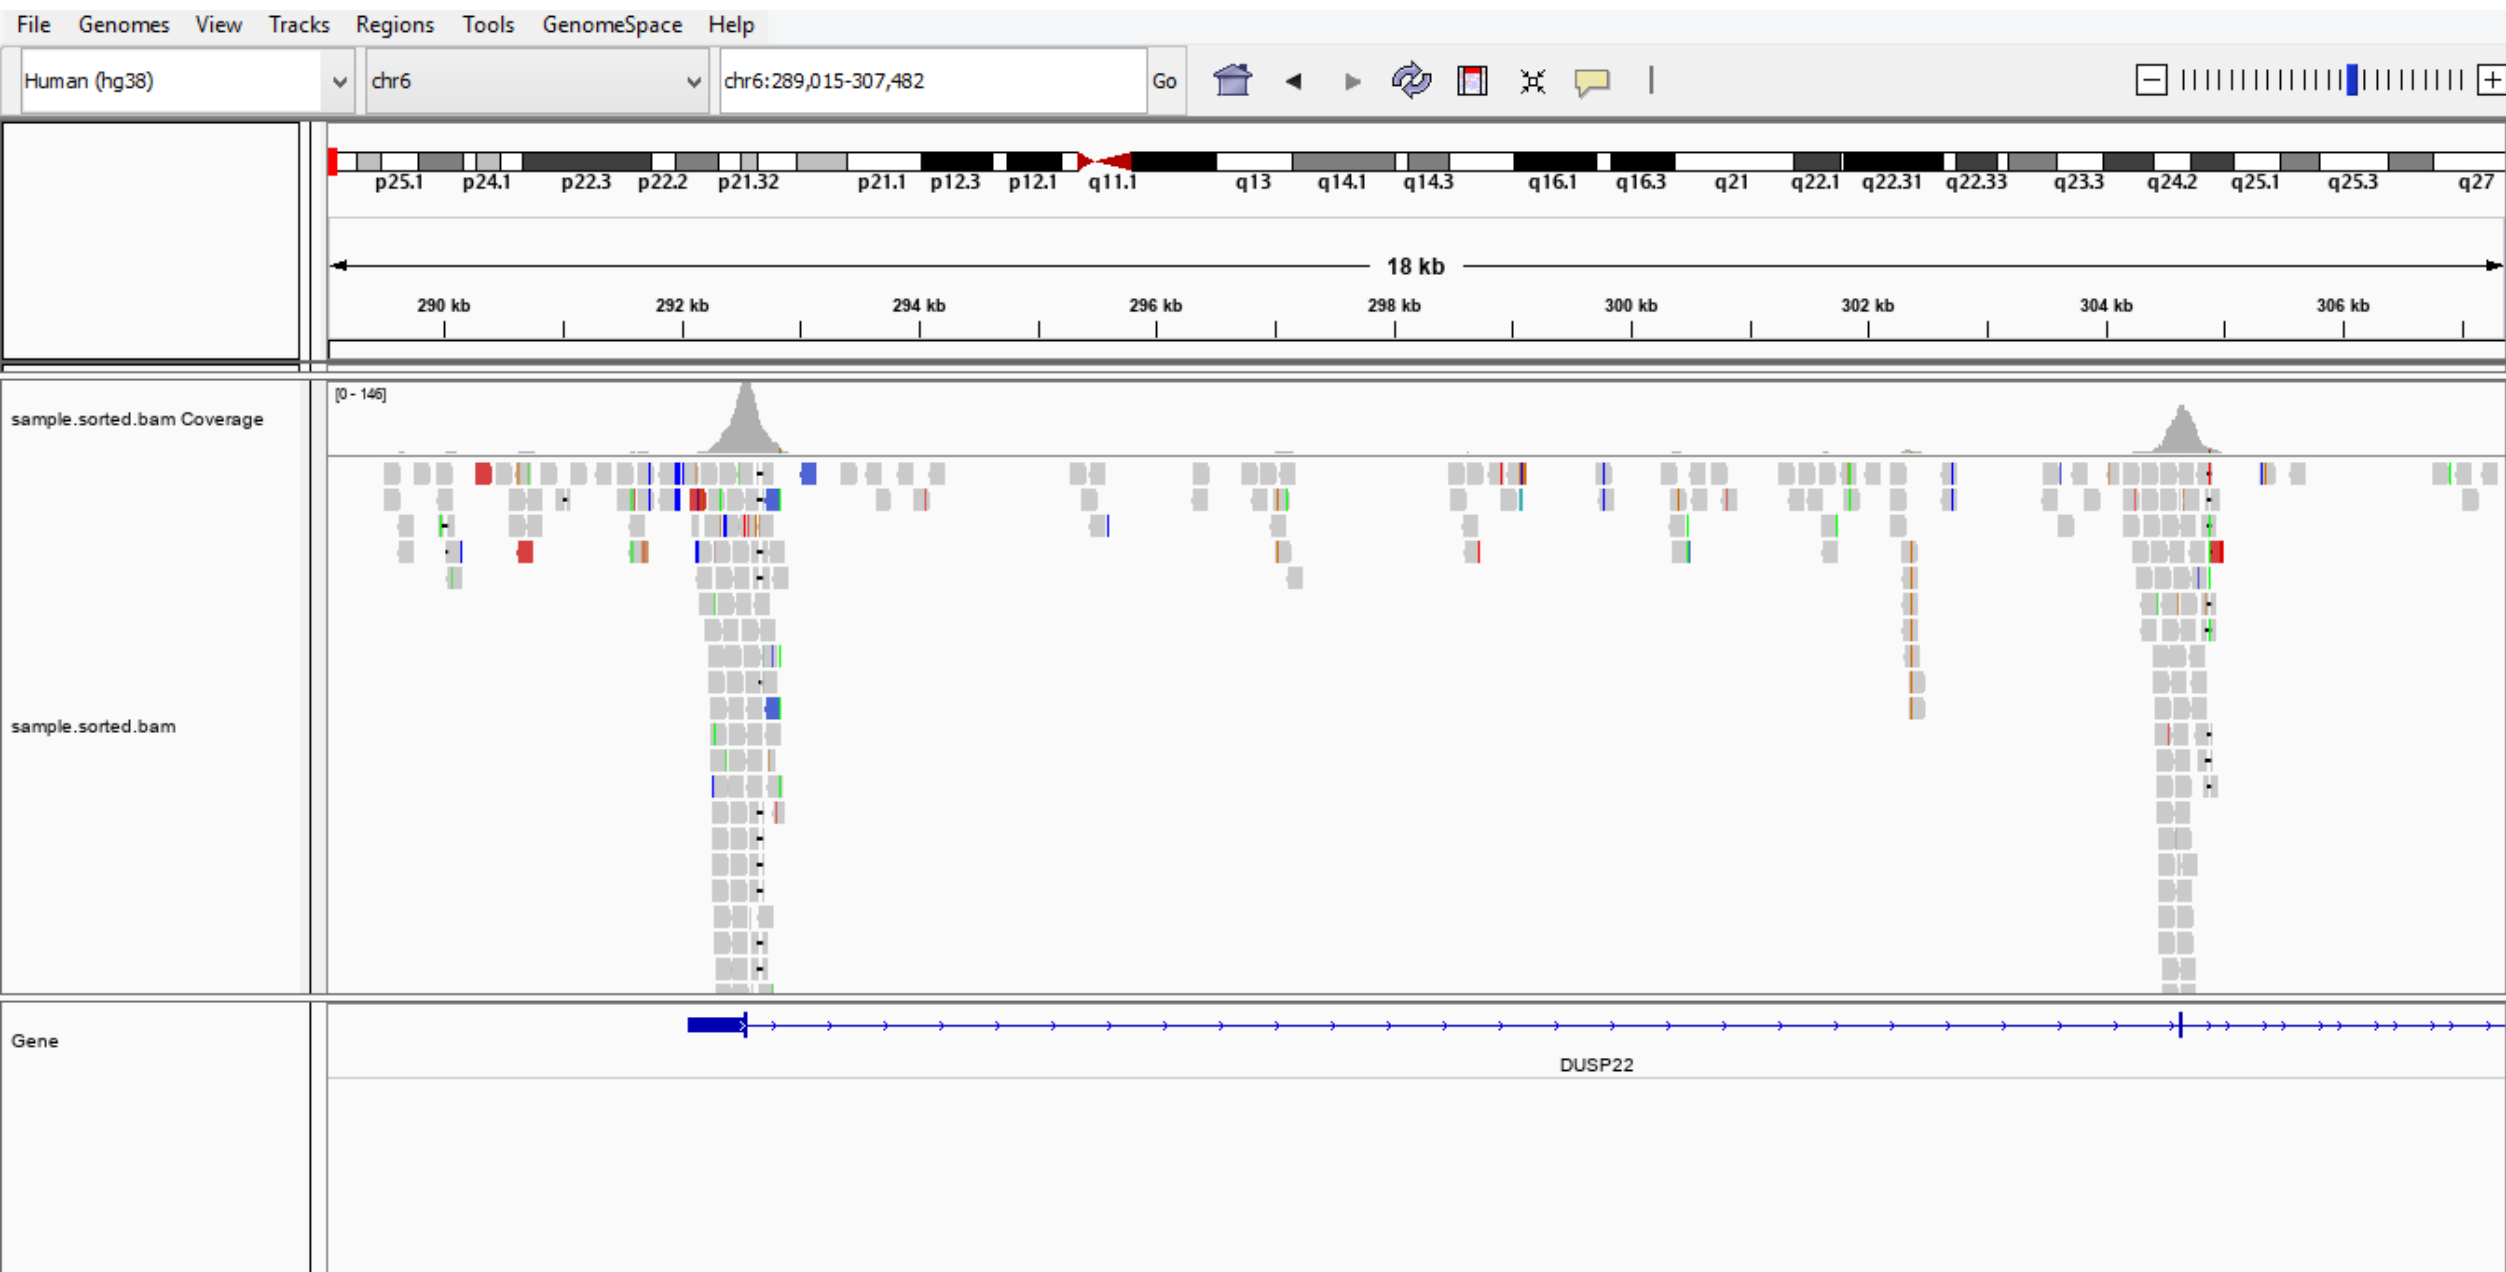 File Genomes View Tracks Regions Tools GenomeSpace Help
Human (hg38) chr6 chr6:289,015-307,482 Go
p25.1 p24.1 p22.3 p22.2 p21.32 p21.1 p12.3 p12.1 q11.1 q13 q14.1 q14.3 q16.1 q16.3 q21 q22.1 q22.31 q22.33 q23.3 q24.2 q25.1 q25.3 q27
18 kb
290 kb 292 kb 294 kb 296 kb 298 kb 300 kb 302 kb 304 kb 306 kb
[0 - 146]
sample.sorted.bam Coverage
sample.sorted.bam
Gene
DUSP22